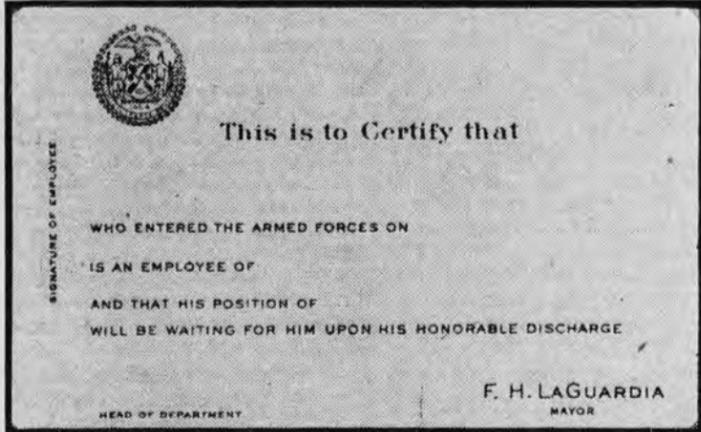 This is to Certify that
SIGNATURE OF EMPLOYEE
WHO ENTERED THE ARMED FORCES ON
IS AN EMPLOYEE OF
AND THAT HIS POSITION OF
WILL BE WAITING FOR HIM UPON HIS HONORABLE DISCHARGE
F. H. LAGUARDIA
MAYOR
HEAD OF DEPARTMENT